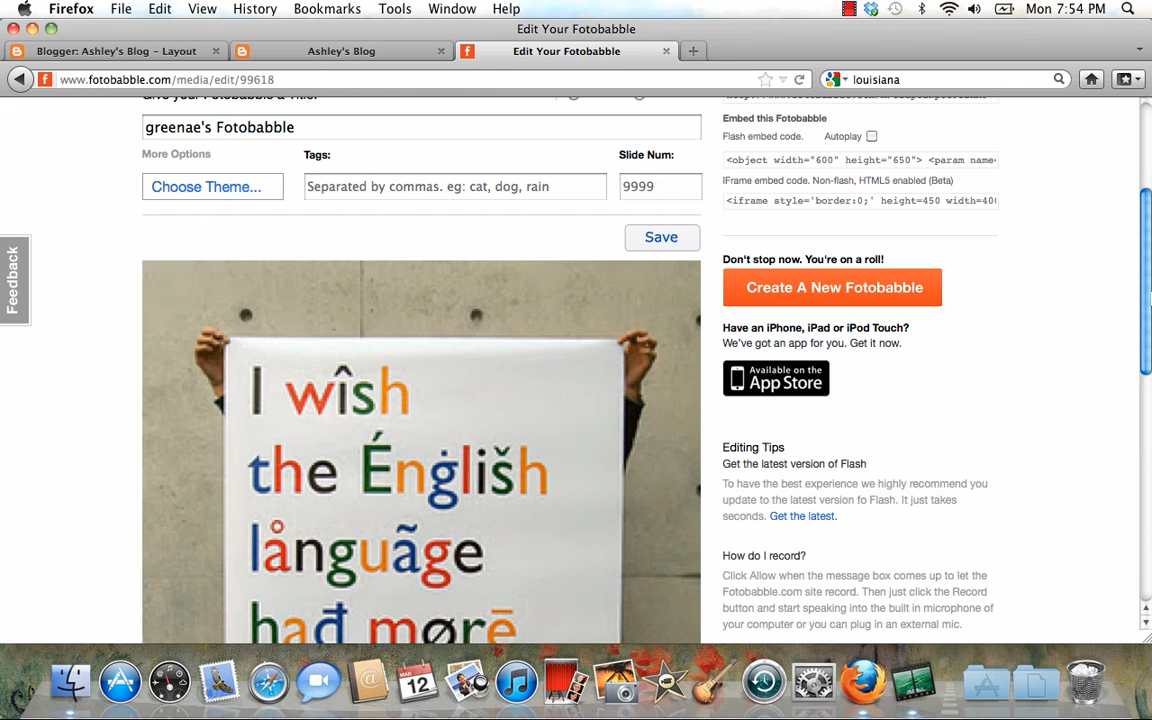 Firefox File Edit View History Bookmarks Tools Window Help Mon 7:54 PM
Edit Your Fotobabble
Blogger: Ashley's Blog – Layout Ashley's Blog Edit Your Fotobabble
www.fotobabble.com/media/edit/99618 louisiana
Give your Fotobabble a Title!
greenae's Fotobabble
More Options Tags: Slide Num:
Choose Theme... Separated by commas. eg: cat, dog, rain 9999
Save
Feedback
I wîsh
the Énġlišh
långuãge
had̄ mørē
Embed this Fotobabble
Flash embed code. Autoplay
<object width="600" height="650"> <param name=
IFrame embed code. Non-flash, HTML5 enabled (Beta)
<iframe style='border:0;' height=450 width=400
Don't stop now. You're on a roll!
Create A New Fotobabble
Have an iPhone, iPad or iPod Touch?
We've got an app for you. Get it now.
Available on the
App Store
Editing Tips
Get the latest version of Flash
To have the best experience we highly recommend you
update to the latest version fo Flash. It just takes
seconds. Get the latest.
How do I record?
Click Allow when the message box comes up to let the
Fotobabble.com site record. Then just click the Record
button and start speaking into the built in microphone of
your computer or you can plug in an external mic.
MAR
12